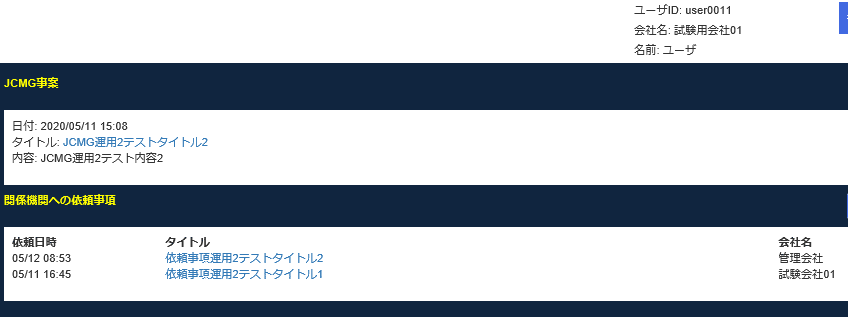 ユーザID: user0011
会社名: 試験用会社01
名前: ユーザ
JCMG事案
日付: 2020/05/11 15:08
タイトル: JCMG運用2テストタイトル2
内容: JCMG運用2テスト内容2
関係機関への依頼事項
依頼日時 タイトル 会社名
05/12 08:53 依頼事項運用2テストタイトル2 管理会社
05/11 16:45 依頼事項運用2テストタイトル1 試験会社01